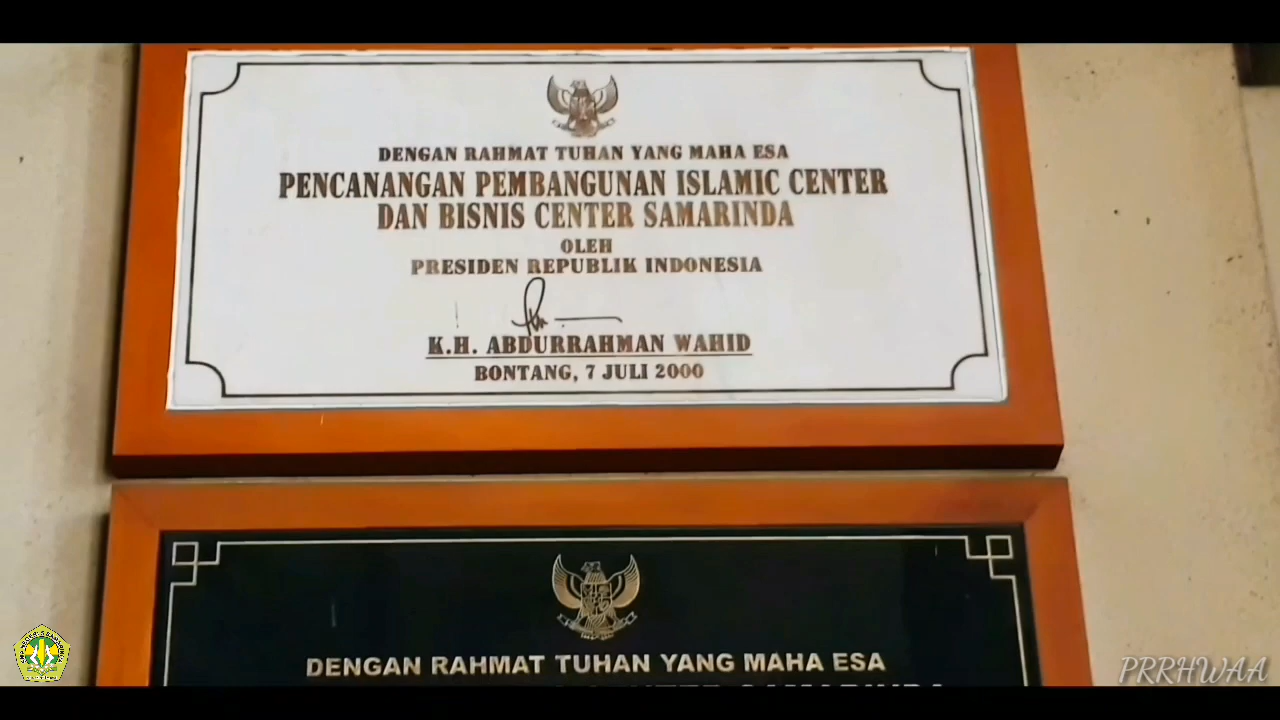 DENGAN RAHMAT TUHAN YANG MAHA ESA
PENCANANGAN PEMBANGUNAN ISLAMIC CENTER
DAN BISNIS CENTER SAMARINDA
OLEH
PRESIDEN REPUBLIK INDONESIA
K.H. ABDURRAHMAN WAHID
BONTANG, 7 JULI 2000
DENGAN RAHMAT TUHAN YANG MAHA ESA
PRRHWAA